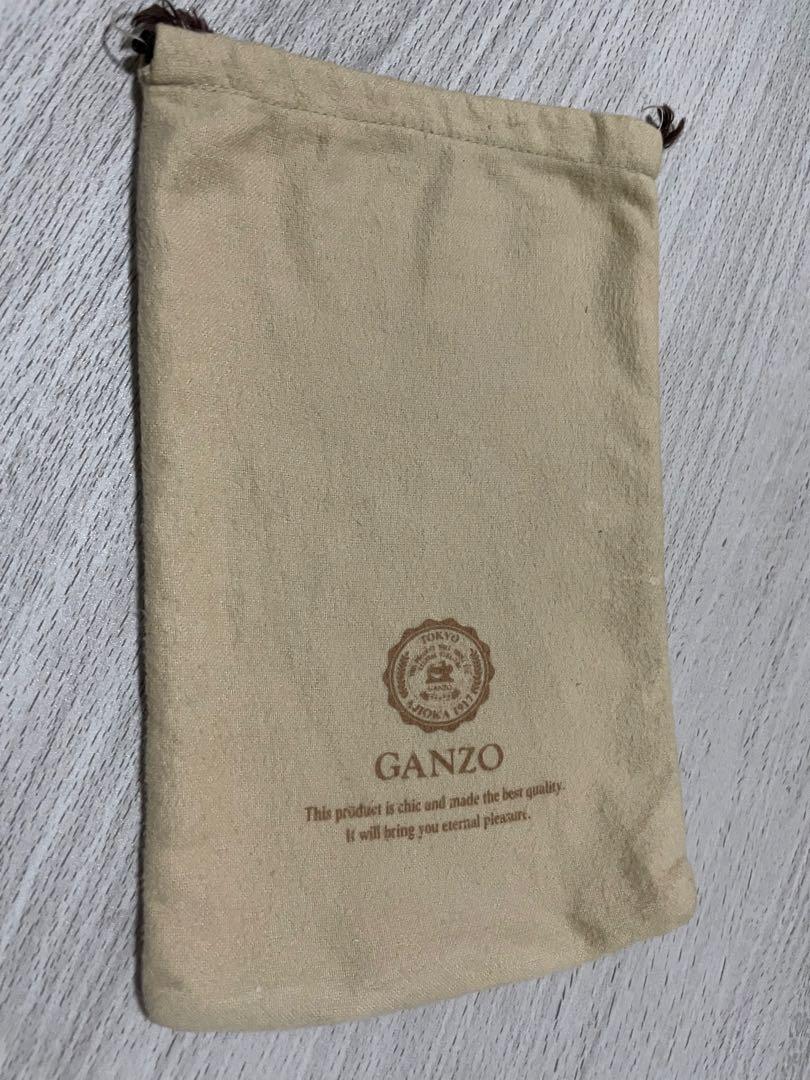 TOKYO
GANZO
AJIOKA 1917
GANZO
This product is chic and made the best quality.
It will bring you eternal pleasure.